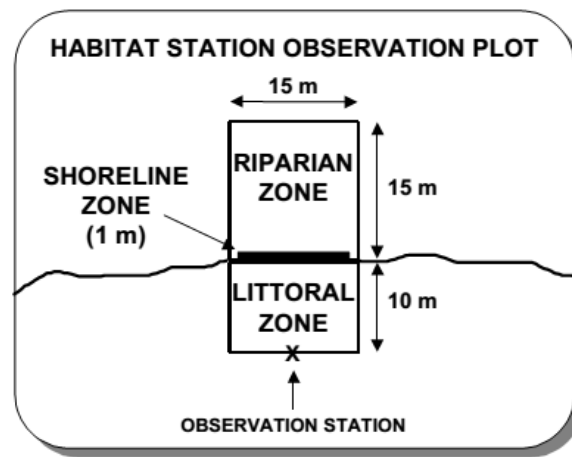 HABITAT STATION OBSERVATION PLOT
15 m
RIPARIAN
ZONE
15 m
SHORELINE
ZONE
(1 m)
LITTORAL
ZONE
10 m
X
OBSERVATION STATION